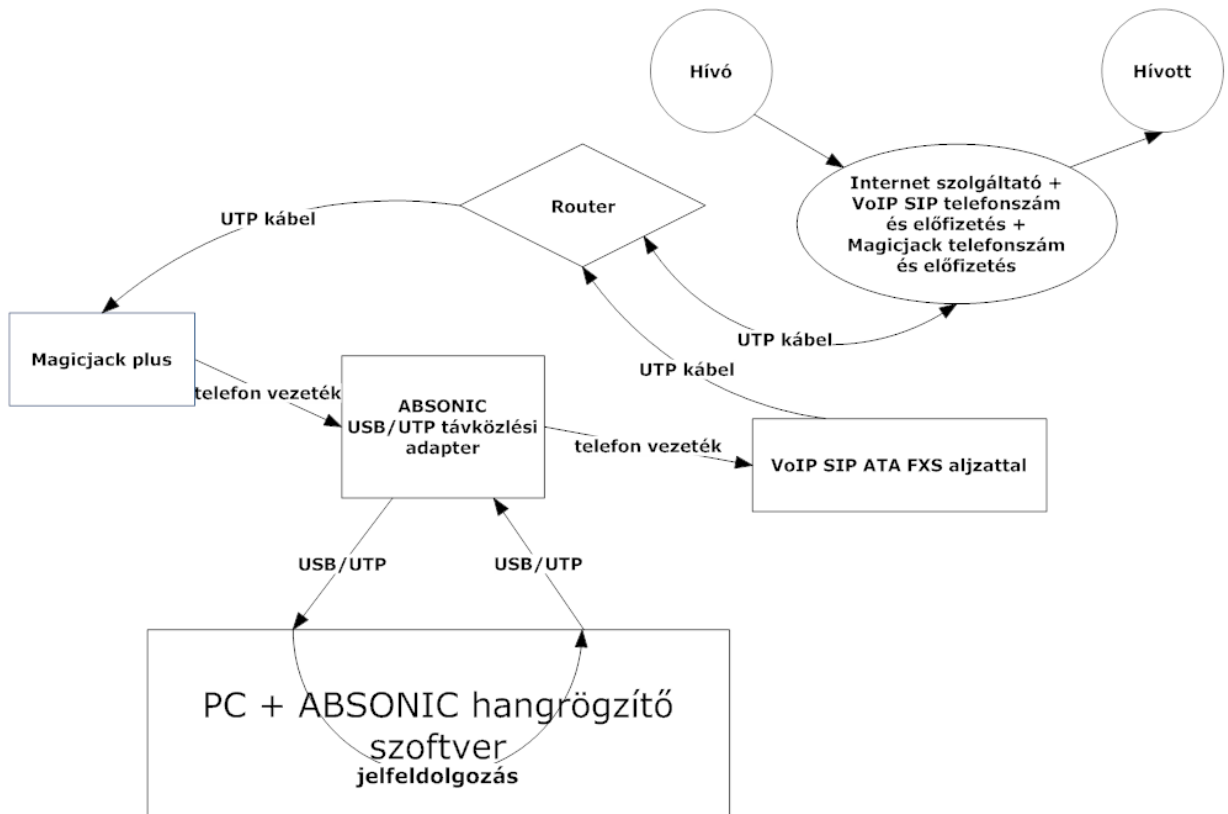 Hívó
Hívott
Internet szolgáltató +
VoIP SIP telefonszám
és előfizetés +
Magicjack telefonszám
és előfizetés
Router
UTP kábel
UTP kábel
UTP kábel
Magicjack plus
telefon vezeték
ABSONIC
USB/UTP távközlési
adapter
telefon vezeték
VoIP SIP ATA FXS aljzattal
USB/UTP
USB/UTP
PC + ABSONIC hangrögzítő
szoftver
jelfeldolgozás